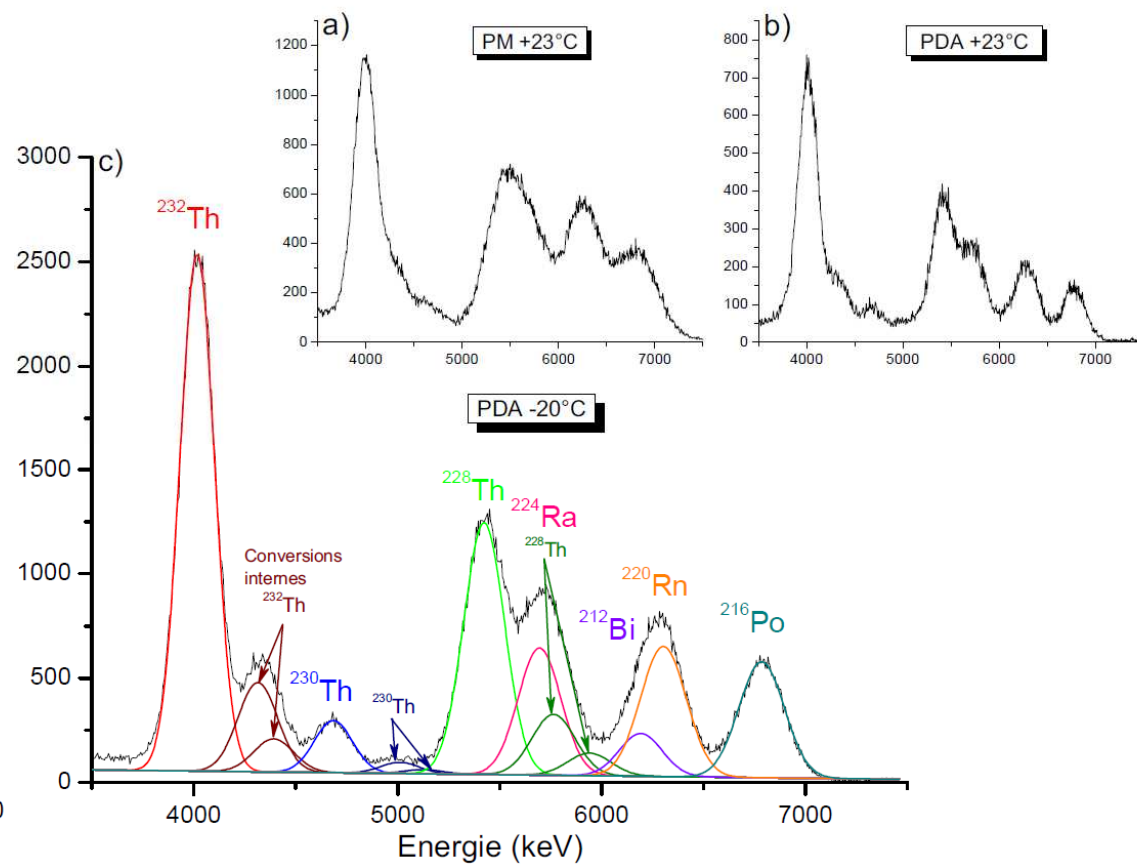 a)
PM +23°C
1200
1000
800
600
400
200
0
4000 5000 6000 7000
b)
PDA +23°C
800
700
600
500
400
300
200
100
0
4000 5000 6000 7000
c)
PDA -20°C
3000
2500
2000
1500
1000
500
0
232Th
Conversions
internes
232Th
230Th
230Th
228Th
224Ra
228Th
212Bi
220Rn
216Po
4000 5000 6000 7000
Energie (keV)
0